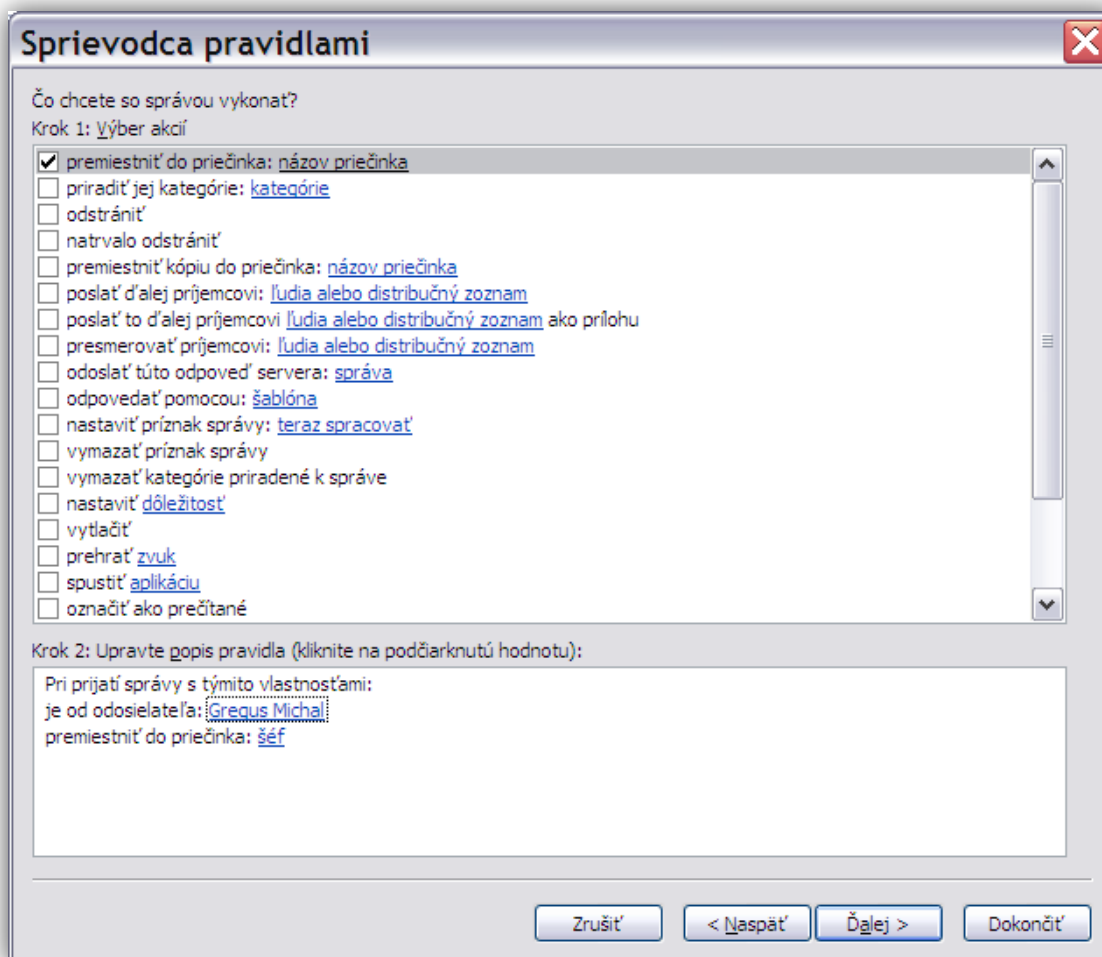 Sprievodca pravidlami
Čo chcete so správou vykonať?
Krok 1: Výber akcií
premiestniť do priečinka: názov priečinka
priradiť jej kategórie: kategórie
odstrániť
natrvalo odstrániť
premiestniť kópiu do priečinka: názov priečinka
poslať ďalej príjemcovi: ľudia alebo distribučný zoznam
poslať to ďalej príjemcovi ľudia alebo distribučný zoznam ako prílohu
presmerovať príjemcovi: ľudia alebo distribučný zoznam
odoslať túto odpoveď servera: správa
odpovedať pomocou: šablóna
nastaviť príznak správy: teraz spracovať
vymazať príznak správy
vymazať kategórie priradené k správe
nastaviť dôležitosť
vytlačiť
prehrať zvuk
spustiť aplikáciu
označiť ako prečítané
Krok 2: Upravte popis pravidla (kliknite na podčiarknutú hodnotu):
Pri prijatí správy s týmito vlastnosťami:
je od odosielateľa: Gregus Michal
premiestniť do priečinka: šéf
Zrušiť
< Naspäť
Ďalej >
Dokončiť